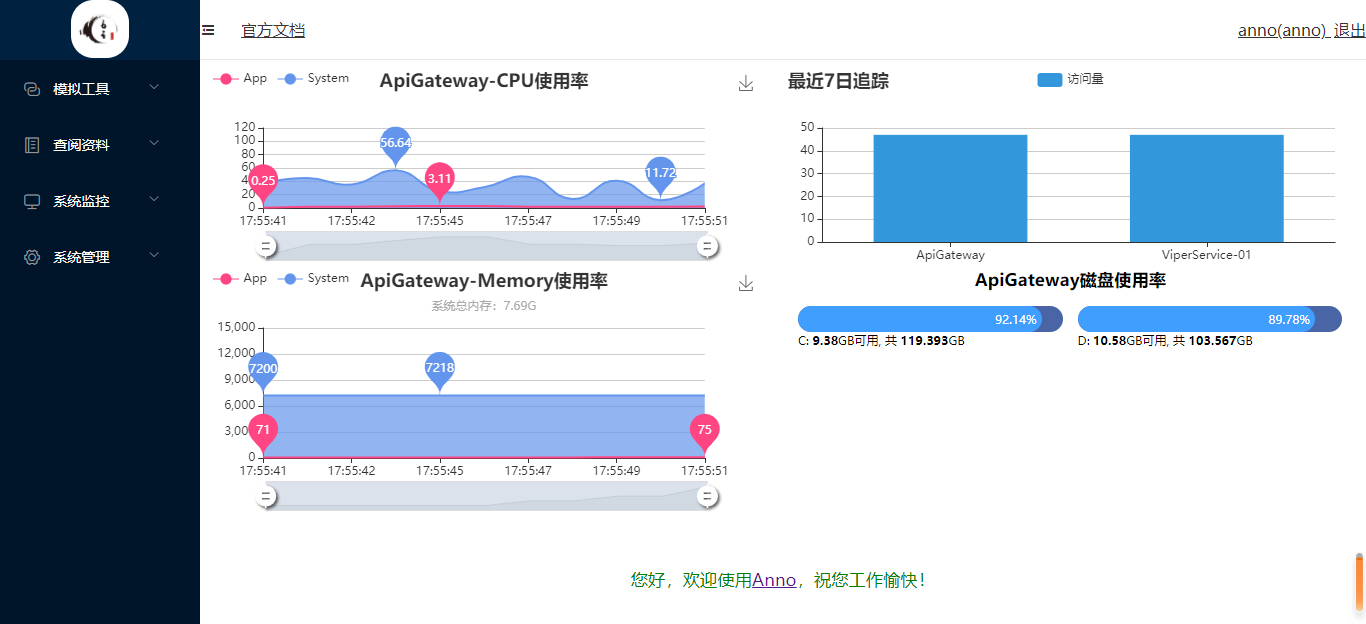 官方文档
anno(anno) 退出
模拟工具
查阅资料
系统监控
系统管理
App System
ApiGateway-CPU使用率
120
100
80
60
40
20
0
56.64
0.25
3.11
11.72
17:55:41 17:55:42 17:55:45 17:55:47 17:55:49 17:55:51
最近7日追踪
访问量
50
40
30
20
10
0
ApiGateway ViperService-01
App System
ApiGateway-Memory使用率
系统总内存：7.69G
15,000
12,000
9,000
6,000
3,00
0
7200
7218
71
75
17:55:41 17:55:42 17:55:45 17:55:47 17:55:49 17:55:51
ApiGateway磁盘使用率
92.14%
C: 9.38GB可用, 共 119.393GB
89.78%
D: 10.58GB可用, 共 103.567GB
您好，欢迎使用Anno，祝您工作愉快！